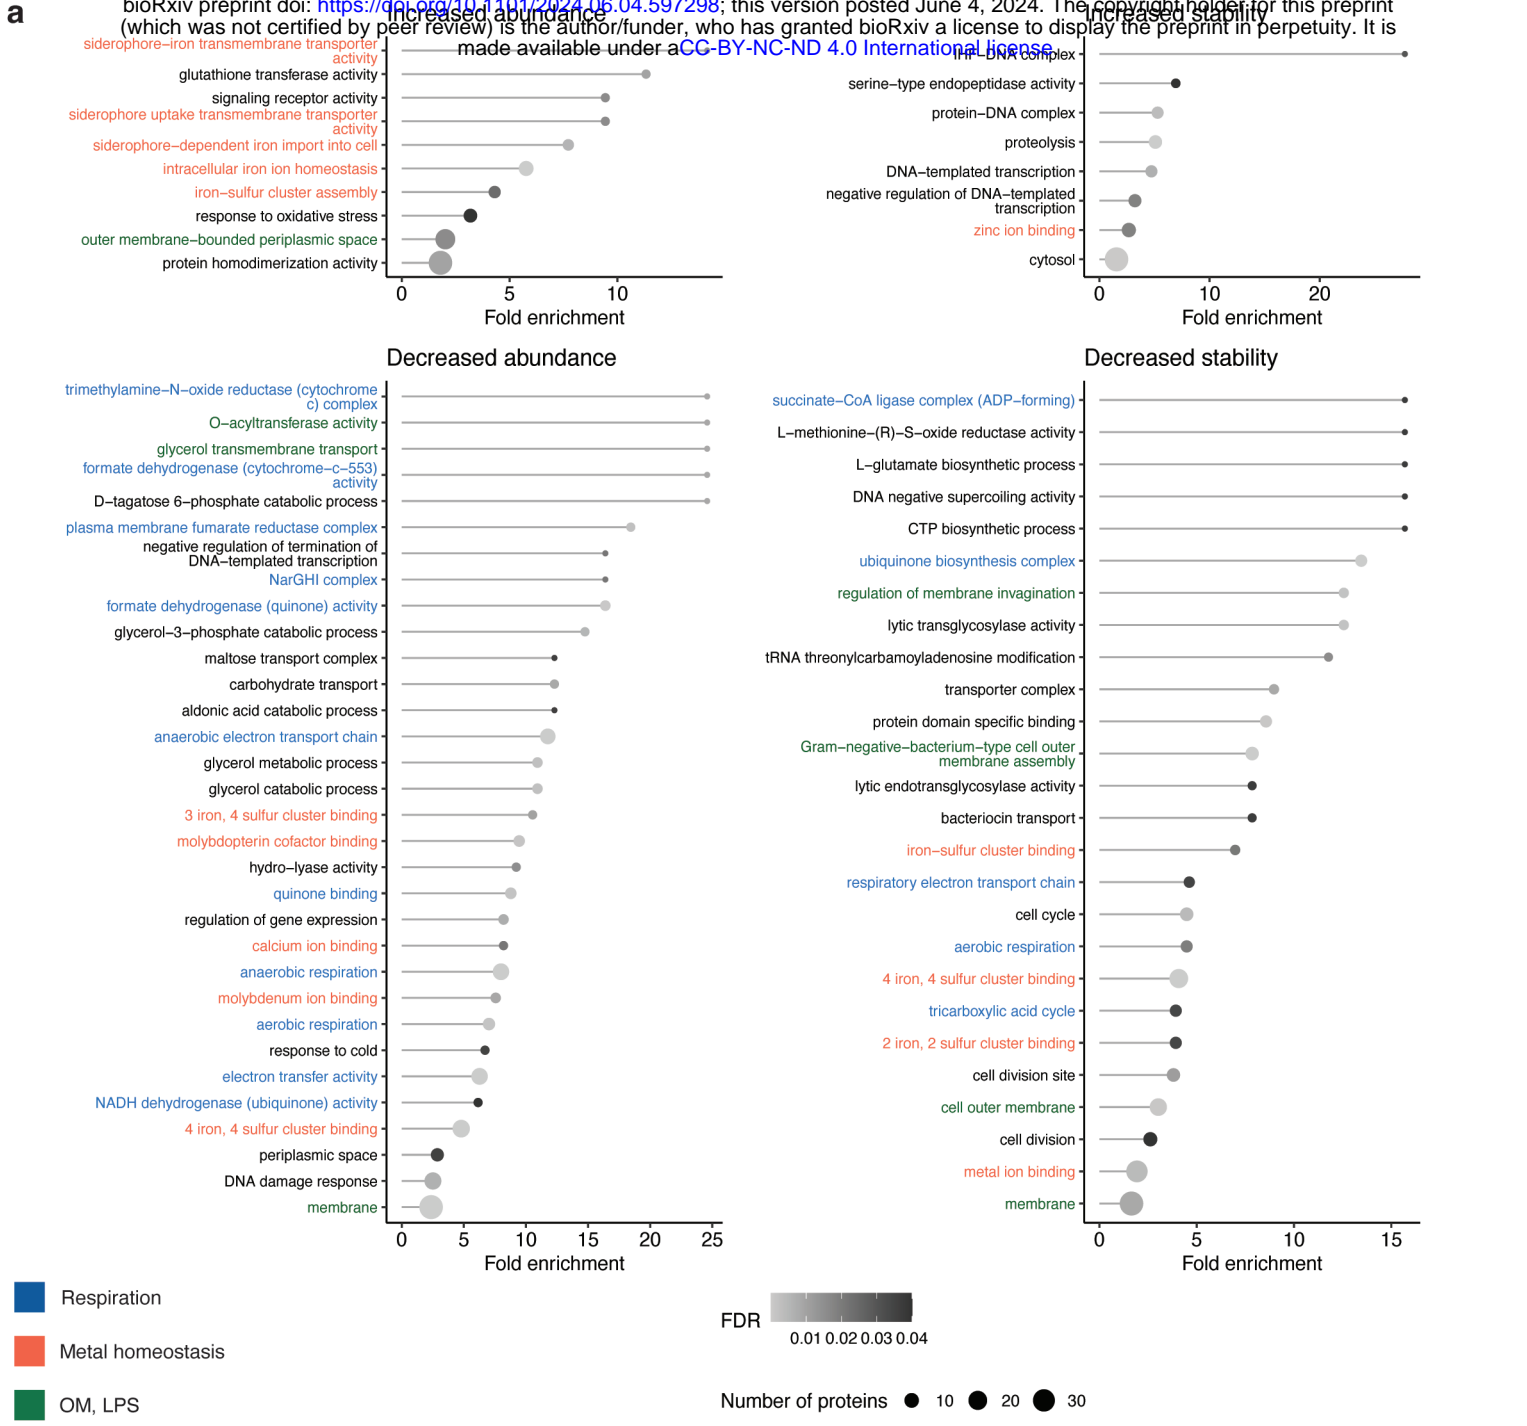 bioRxiv preprint doi: https://doi.org/10.1101/2024.06.04.597298; this version posted June 4, 2024. The copyright holder for this preprint
(which was not certified by peer review) is the author/funder, who has granted bioRxiv a license to display the preprint in perpetuity. It is
made available under aCC-BY-NC-ND 4.0 International license
a
Increased abundance
siderophore−iron transmembrane transporter
activity
glutathione transferase activity
signaling receptor activity
siderophore uptake transmembrane transporter
activity
siderophore−dependent iron import into cell
intracellular iron ion homeostasis
iron−sulfur cluster assembly
response to oxidative stress
outer membrane−bounded periplasmic space
protein homodimerization activity
0 5 10
Fold enrichment
Increased stability
IHF−DNA complex
serine−type endopeptidase activity
protein−DNA complex
proteolysis
DNA−templated transcription
negative regulation of DNA−templated
transcription
zinc ion binding
cytosol
0 10 20
Fold enrichment
Decreased abundance
trimethylamine−N−oxide reductase (cytochrome
c) complex
O−acyltransferase activity
glycerol transmembrane transport
formate dehydrogenase (cytochrome−c−553)
activity
D−tagatose 6−phosphate catabolic process
plasma membrane fumarate reductase complex
negative regulation of termination of
DNA−templated transcription
NarGHI complex
formate dehydrogenase (quinone) activity
glycerol−3−phosphate catabolic process
maltose transport complex
carbohydrate transport
aldonic acid catabolic process
anaerobic electron transport chain
glycerol metabolic process
glycerol catabolic process
3 iron, 4 sulfur cluster binding
molybdopterin cofactor binding
hydro−lyase activity
quinone binding
regulation of gene expression
calcium ion binding
anaerobic respiration
molybdenum ion binding
aerobic respiration
response to cold
electron transfer activity
NADH dehydrogenase (ubiquinone) activity
4 iron, 4 sulfur cluster binding
periplasmic space
DNA damage response
membrane
0 5 10 15 20 25
Fold enrichment
Decreased stability
succinate−CoA ligase complex (ADP−forming)
L−methionine−(R)−S−oxide reductase activity
L−glutamate biosynthetic process
DNA negative supercoiling activity
CTP biosynthetic process
ubiquinone biosynthesis complex
regulation of membrane invagination
lytic transglycosylase activity
tRNA threonylcarbamoyladenosine modification
transporter complex
protein domain specific binding
Gram−negative−bacterium−type cell outer
membrane assembly
lytic endotransglycosylase activity
bacteriocin transport
iron−sulfur cluster binding
respiratory electron transport chain
cell cycle
aerobic respiration
4 iron, 4 sulfur cluster binding
tricarboxylic acid cycle
2 iron, 2 sulfur cluster binding
cell division site
cell outer membrane
cell division
metal ion binding
membrane
0 5 10 15
Fold enrichment
Respiration
Metal homeostasis
OM, LPS
FDR
0.01 0.02 0.03 0.04
Number of proteins 10 20 30